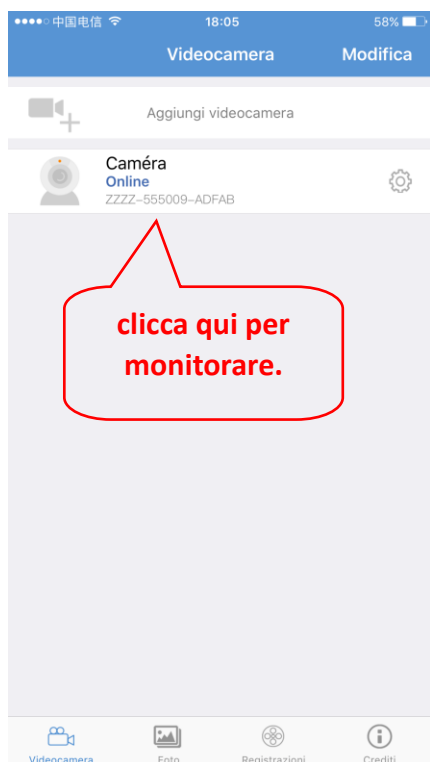 中国电信 18:05 58%
Videocamera Modifica
Aggiungi videocamera
Caméra
Online
ZZZZ-555009-ADFAB
clicca qui per
monitorare.
Videocamera Foto Registrazioni Crediti